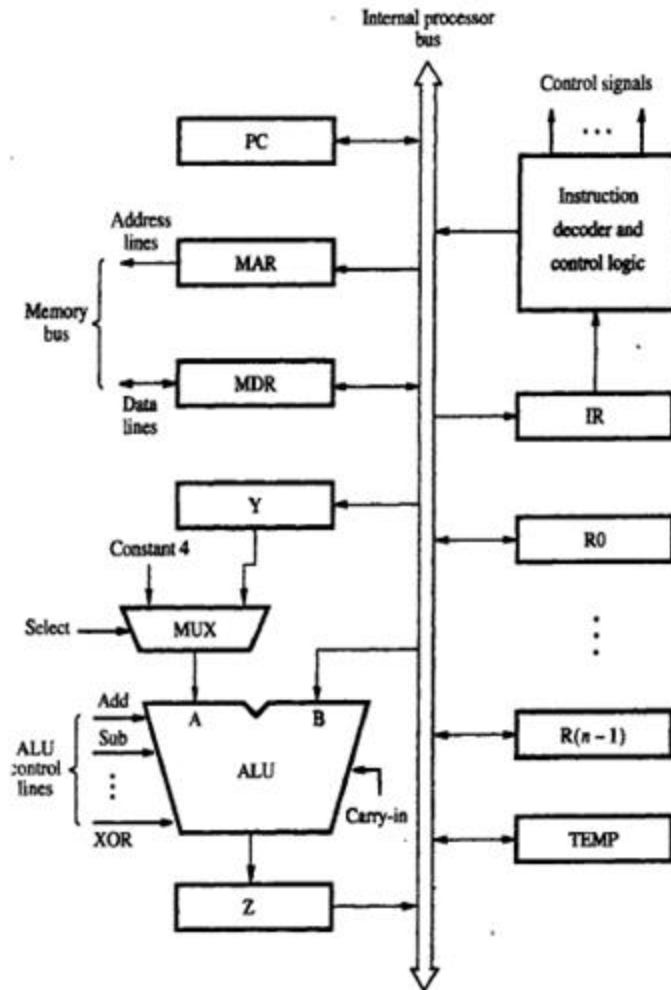 Internal processor
bus
Control signals
...
PC
Instruction
decoder and
control logic
Address
lines
MAR
Memory
bus
MDR
Data
lines
IR
Y
Constant 4
R0
Select
MUX
Add
A
B
R(n - 1)
ALU
control
lines
Sub
ALU
Carry-in
XOR
TEMP
Z